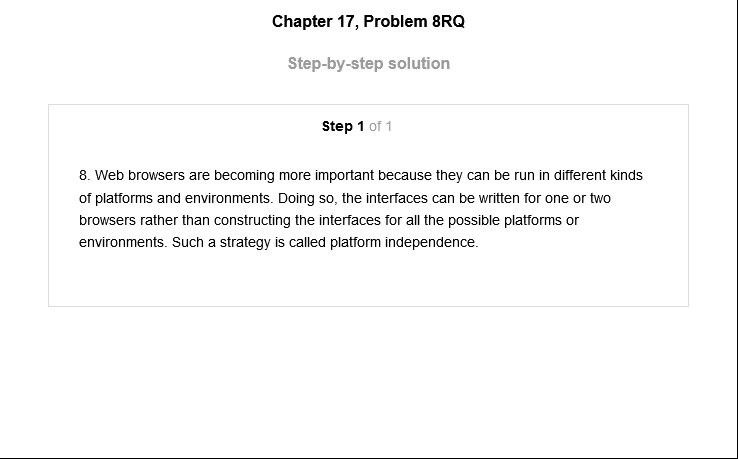 Chapter 17, Problem 8RQ
Step-by-step solution
Step 1 of 1
8. Web browsers are becoming more important because they can be run in different kinds
of platforms and environments. Doing so, the interfaces can be written for one or two
browsers rather than constructing the interfaces for all the possible platforms or
environments. Such a strategy is called platform independence.